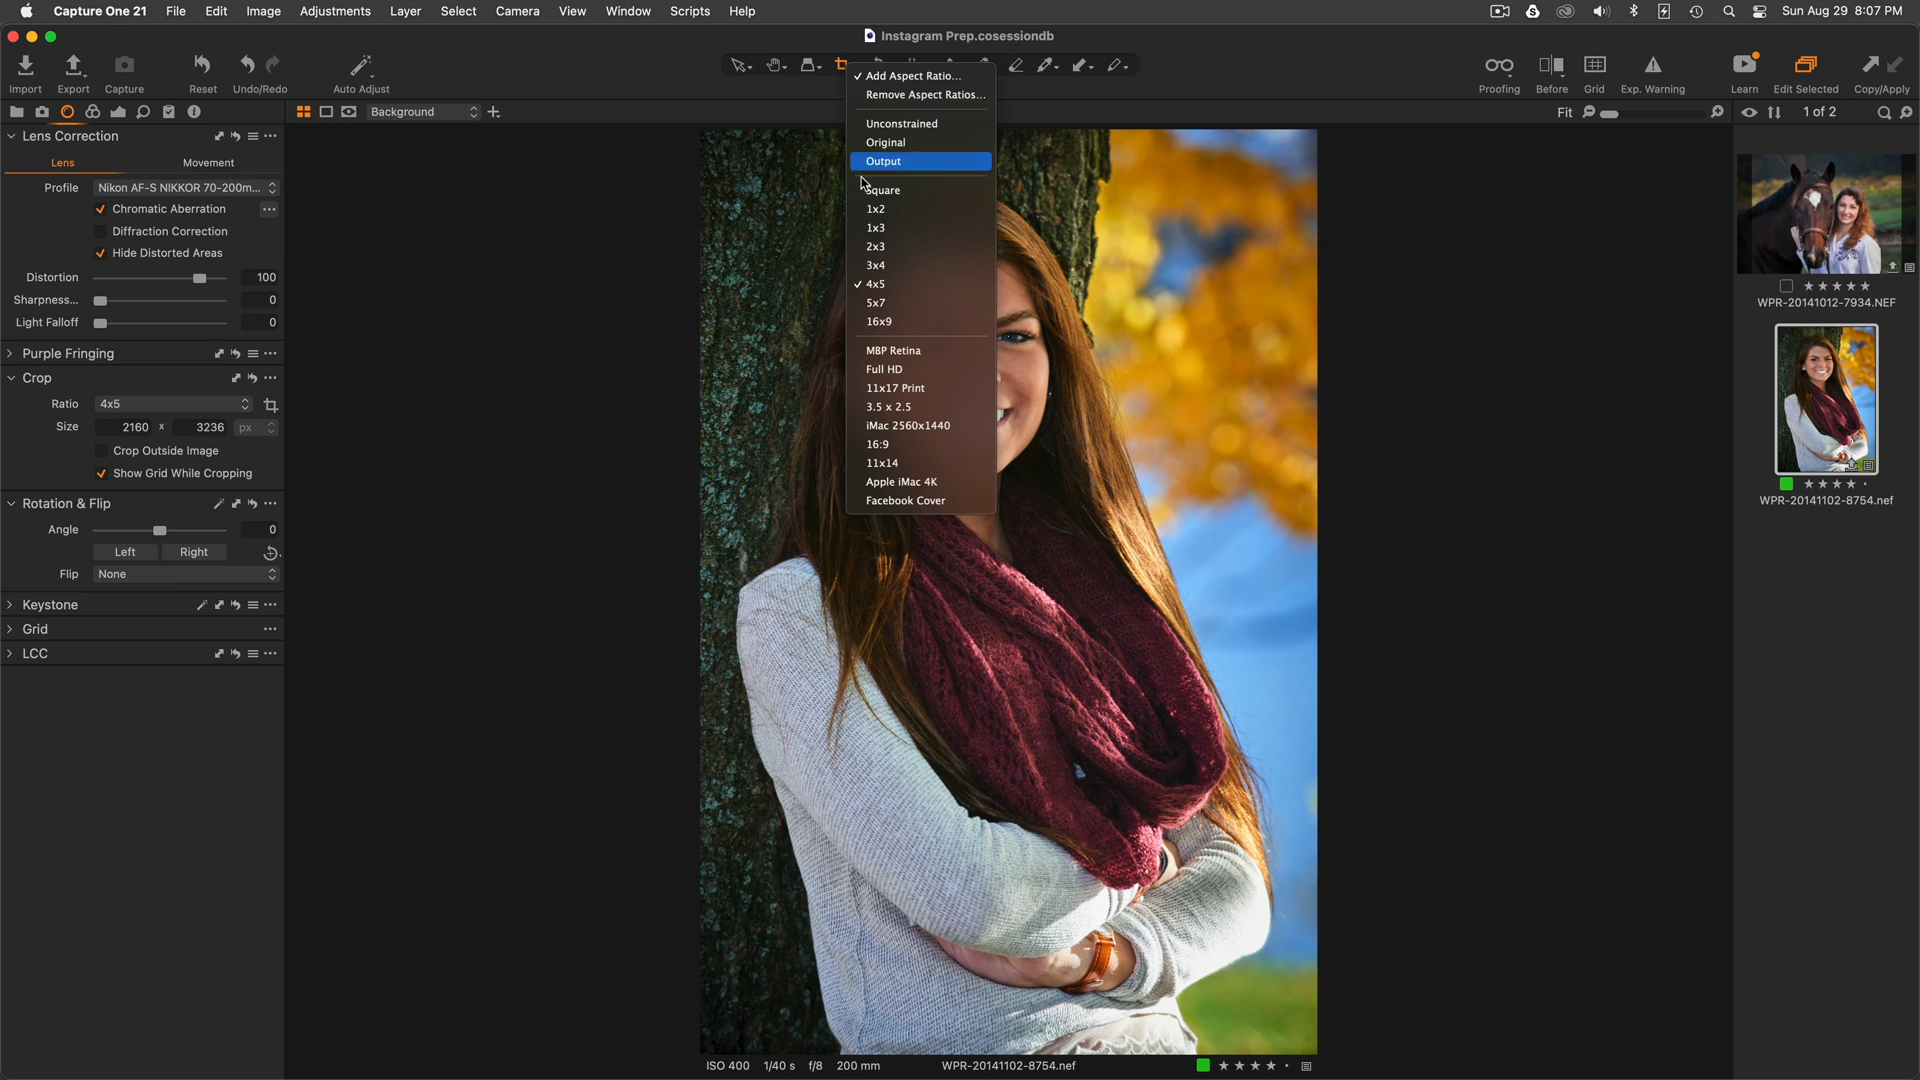 Capture One 21 File Edit Image Adjustments Layer Select Camera View Window Scripts Help Sun Aug 29 8:07 PM
Instagram Prep.cosessiondb
Import Export Capture Reset Undo/Redo Auto Adjust Proofing Before Grid Exp. Warning Learn Edit Selected Copy/Apply
Background Fit 1 of 2
Lens Correction
Lens Movement
Profile Nikon AF-S NIKKOR 70-200m...
Chromatic Aberration
Diffraction Correction
Hide Distorted Areas
Distortion 100
Sharpness... 0
Light Falloff 0
Purple Fringing
Crop
Ratio 4x5
Size 2160 x 3236 px
Crop Outside Image
Show Grid While Cropping
Rotation & Flip
Angle 0
Left Right
Flip None
Keystone
Grid
LCC
Add Aspect Ratio...
Remove Aspect Ratios...
Unconstrained
Original
Output
Square
1x2
1x3
2x3
3x4
4x5
5x7
16x9
MBP Retina
Full HD
11x17 Print
3.5 x 2.5
iMac 2560x1440
16:9
11x14
Apple iMac 4K
Facebook Cover
WPR-20141012-7934.NEF
WPR-20141102-8754.nef
ISO 400 1/40 s f/8 200 mm WPR-20141102-8754.nef